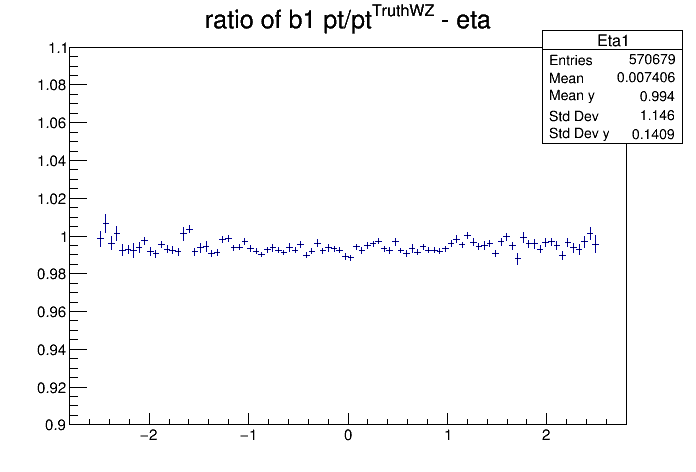 ratio of b1 pt/pt^TruthWZ - eta
Eta1
Entries 570679
Mean 0.007406
Mean y 0.994
Std Dev 1.146
Std Dev y 0.1409
1.1
1.08
1.06
1.04
1.02
1
0.98
0.96
0.94
0.92
0.9
−2 −1 0 1 2